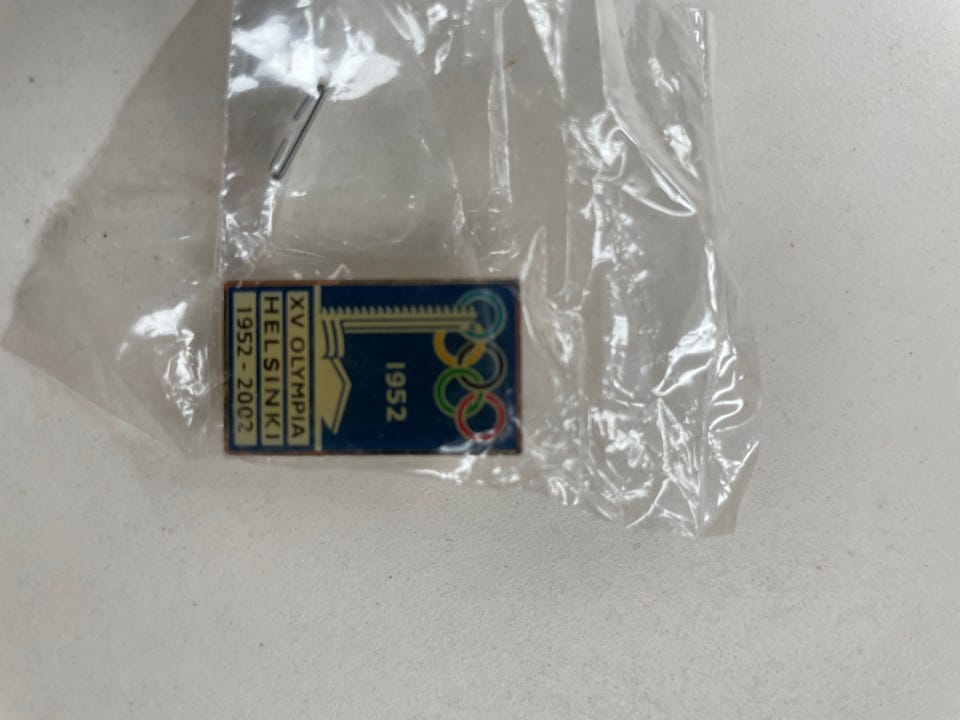 1952
XV OLYMPIA
HELSINKI
1952 - 2002